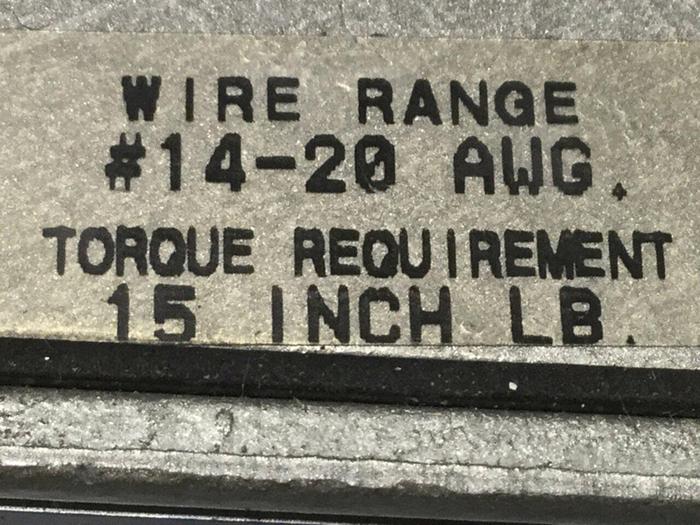 WIRE RANGE
#14-20 AWG.
TORQUE REQUIREMENT
15 INCH LB.